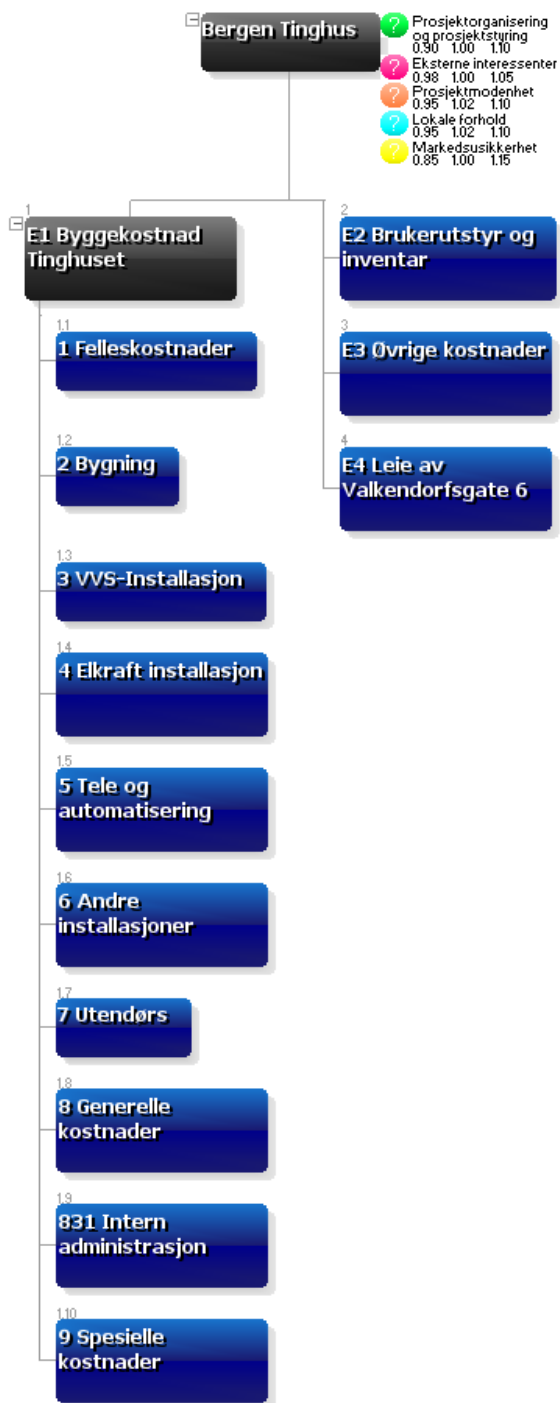 Bergen Tinghus
? Prosjektorganisering
og prosjektstyring
0.90 1.00 1.10
? Eksterne interessenter
0.98 1.00 1.05
? Prosjektmodenhet
0.95 1.02 1.10
? Lokale forhold
0.95 1.02 1.10
? Markedsusikkerhet
0.85 1.00 1.15
1
E1 Byggekostnad
Tinghuset
1.1
1 Felleskostnader
1.2
2 Bygning
1.3
3 VVS-Installasjon
1.4
4 Elkraft installasjon
1.5
5 Tele og
automatisering
1.6
6 Andre
installasjoner
1.7
7 Utendørs
1.8
8 Generelle
kostnader
1.9
831 Intern
administrasjon
1.10
9 Spesielle
kostnader
2
E2 Brukerutstyr og
inventar
3
E3 Øvrige kostnader
4
E4 Leie av
Valkendorfsgate 6